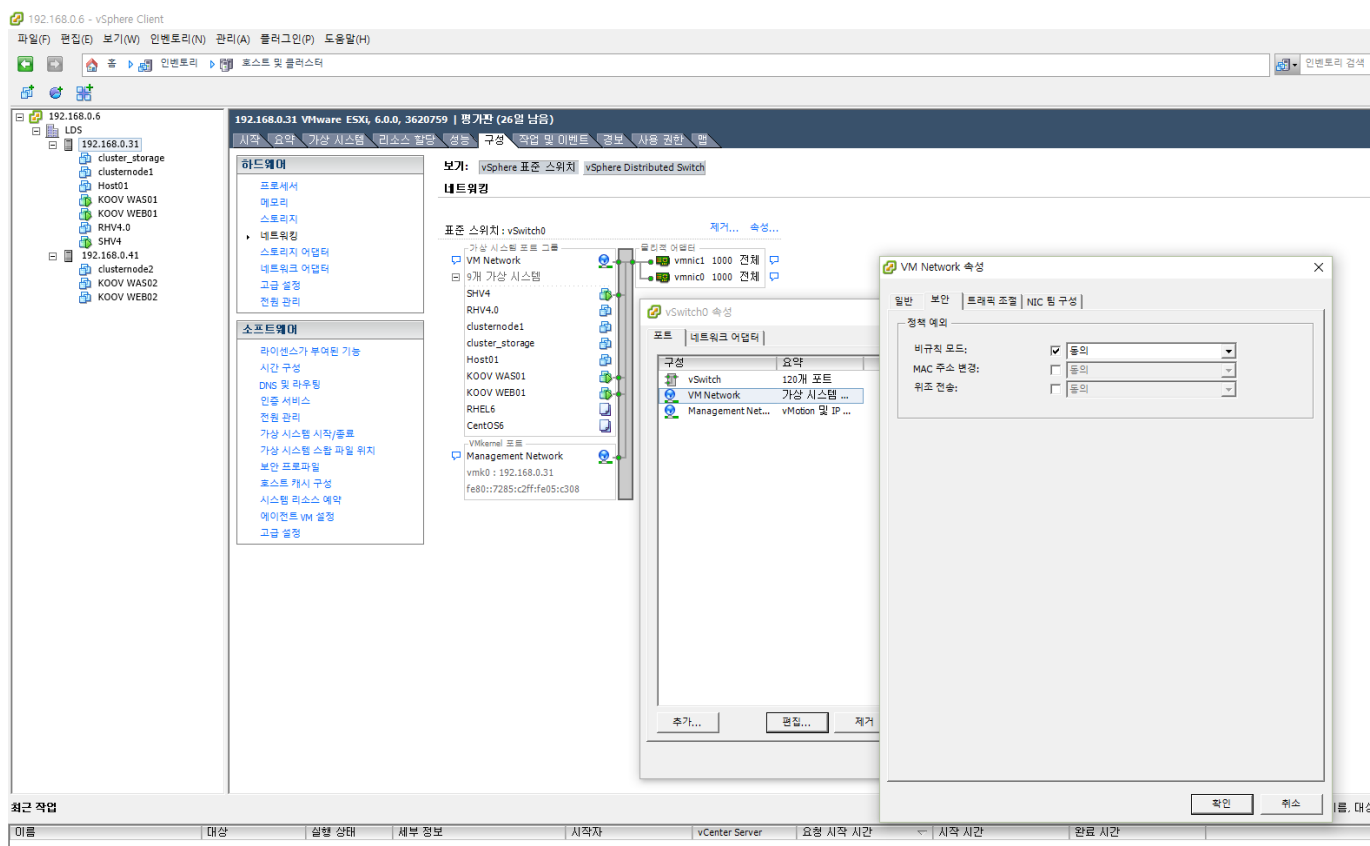 192.168.0.6 - vSphere Client
파일(F) 편집(E) 보기(W) 인벤토리(N) 관리(A) 플러그인(P) 도움말(H)
홈 인벤토리 호스트 및 클러스터
인벤토리 검색
192.168.0.6
LDS
192.168.0.31
cluster_storage
clusternode1
Host01
KOOV WAS01
KOOV WEB01
RHV4.0
SHV4
192.168.0.41
clusternode2
KOOV WAS02
KOOV WEB02
192.168.0.31 VMware ESXi, 6.0.0, 3620759 | 평가판 (26일 남음)
시작 요약 가상 시스템 리소스 할당 성능 구성 작업 및 이벤트 경보 사용 권한 맵
하드웨어
프로세서
메모리
스토리지
네트워킹
스토리지 어댑터
네트워크 어댑터
고급 설정
전원 관리
소프트웨어
라이센스가 부여된 기능
시간 구성
DNS 및 라우팅
인증 서비스
전원 관리
가상 시스템 시작/종료
가상 시스템 스왑 파일 위치
보안 프로파일
호스트 캐시 구성
시스템 리소스 예약
에이전트 VM 설정
고급 설정
보기: vSphere 표준 스위치 vSphere Distributed Switch
네트워킹
표준 스위치 : vSwitch0 제거... 속성...
가상 시스템 포트 그룹
VM Network
9개 가상 시스템
SHV4
RHV4.0
clusternode1
cluster_storage
Host01
KOOV WAS01
KOOV WEB01
RHEL6
CentOS6
VMkernel 포트
Management Network
vmk0 : 192.168.0.31
fe80::7285:c2ff:fe05:c308
물리적 어댑터
vmnic1 1000 전체
vmnic0 1000 전체
vSwitch0 속성
포트 네트워크 어댑터
구성 요약
vSwitch 120개 포트
VM Network 가상 시스템 ...
Management Net... vMotion 및 IP ...
추가... 편집... 제거
VM Network 속성
일반 보안 트래픽 조절 NIC 팀 구성
정책 예외
비규칙 모드: 동의
MAC 주소 변경: 동의
위조 전송: 동의
확인 취소
최근 작업
이름 대상 실행 상태 세부 정보 시작자 vCenter Server 요청 시작 시간 시작 시간 완료 시간